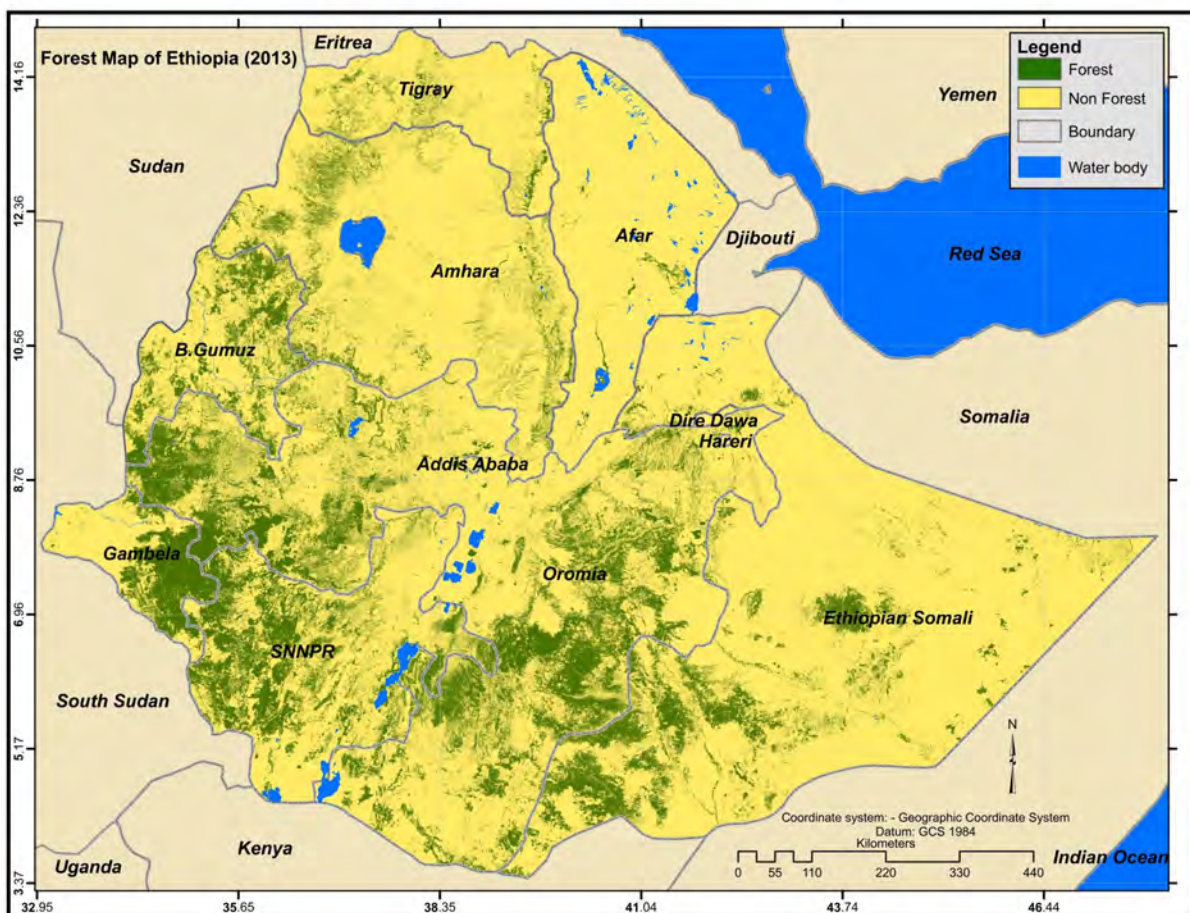 Forest Map of Ethiopia (2013)
Eritrea
Tigray
Yemen
Sudan
Afar
Djibouti
Red Sea
Amhara
B.Gumuz
Dire Dawa
Hareri
Somalia
Addis Ababa
Gambela
Oromia
Ethiopian Somali
SNNPR
South Sudan
Kenya
Uganda
Indian Ocean
Legend
Forest
Non Forest
Boundary
Water body
N
Coordinate system: - Geographic Coordinate System
Datum: GCS 1984
Kilometers
0 55 110 220 330 440
14.16
12.36
10.56
8.76
6.96
5.17
3.37
32.95 35.65 38.35 41.04 43.74 46.44